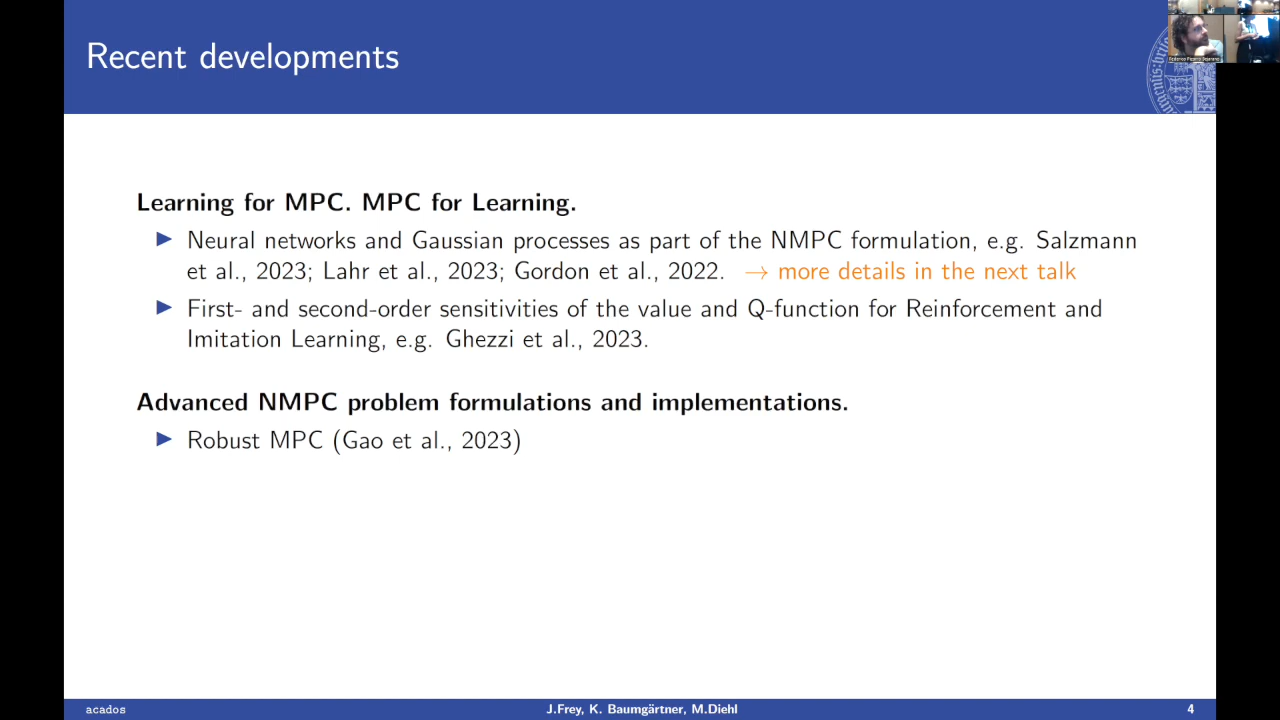 Recent developments
Learning for MPC. MPC for Learning.
Neural networks and Gaussian processes as part of the NMPC formulation, e.g. Salzmann
et al., 2023; Lahr et al., 2023; Gordon et al., 2022. → more details in the next talk
First- and second-order sensitivities of the value and Q-function for Reinforcement and
Imitation Learning, e.g. Ghezzi et al., 2023.
Advanced NMPC problem formulations and implementations.
Robust MPC (Gao et al., 2023)
acados
J.Frey, K. Baumgärtner, M.Diehl
4